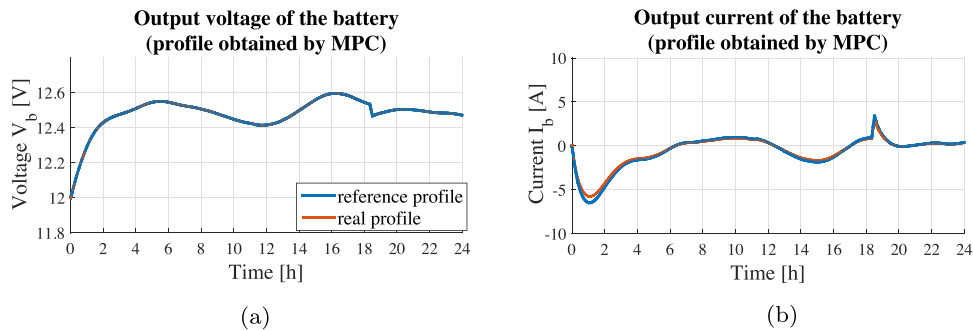 Output voltage of the battery
(profile obtained by MPC)
Voltage V_b [V]
12.6
12.4
12.2
12
11.8
reference profile
real profile
0 2 4 6 8 10 12 14 16 18 20 22 24
Time [h]
(a)
Output current of the battery
(profile obtained by MPC)
Current I_b [A]
10
5
0
-5
-10
0 2 4 6 8 10 12 14 16 18 20 22 24
Time [h]
(b)